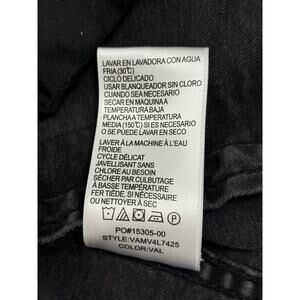 LAVAR EN LAVADORA CON AGUA
FRIA (30°C)
CICLO DELICADO
USAR BLANQUEADOR SIN CLORO
CUANDO SEA NECESARIO
SECAR EN MAQUINA A
TEMPERATURA BAJA
PLANCHA A TEMPERATURA
MEDIA (150°C) SI ES NECESARIO
O SE PUEDE LAVAR EN SECO
LAVER À LA MACHINE À L'EAU
FROIDE
CYCLE DÉLICAT
JAVELLISANT SANS
CHLORE AU BESOIN
SÉCHER PAR CULBUTAGE
À BASSE TEMPÉRATURE
FER TIÈDE, SI NÉCESSAIRE
OU NETTOYER À SEC
PO#15305-00
STYLE:VAMV4L7425
COLOR:VAL